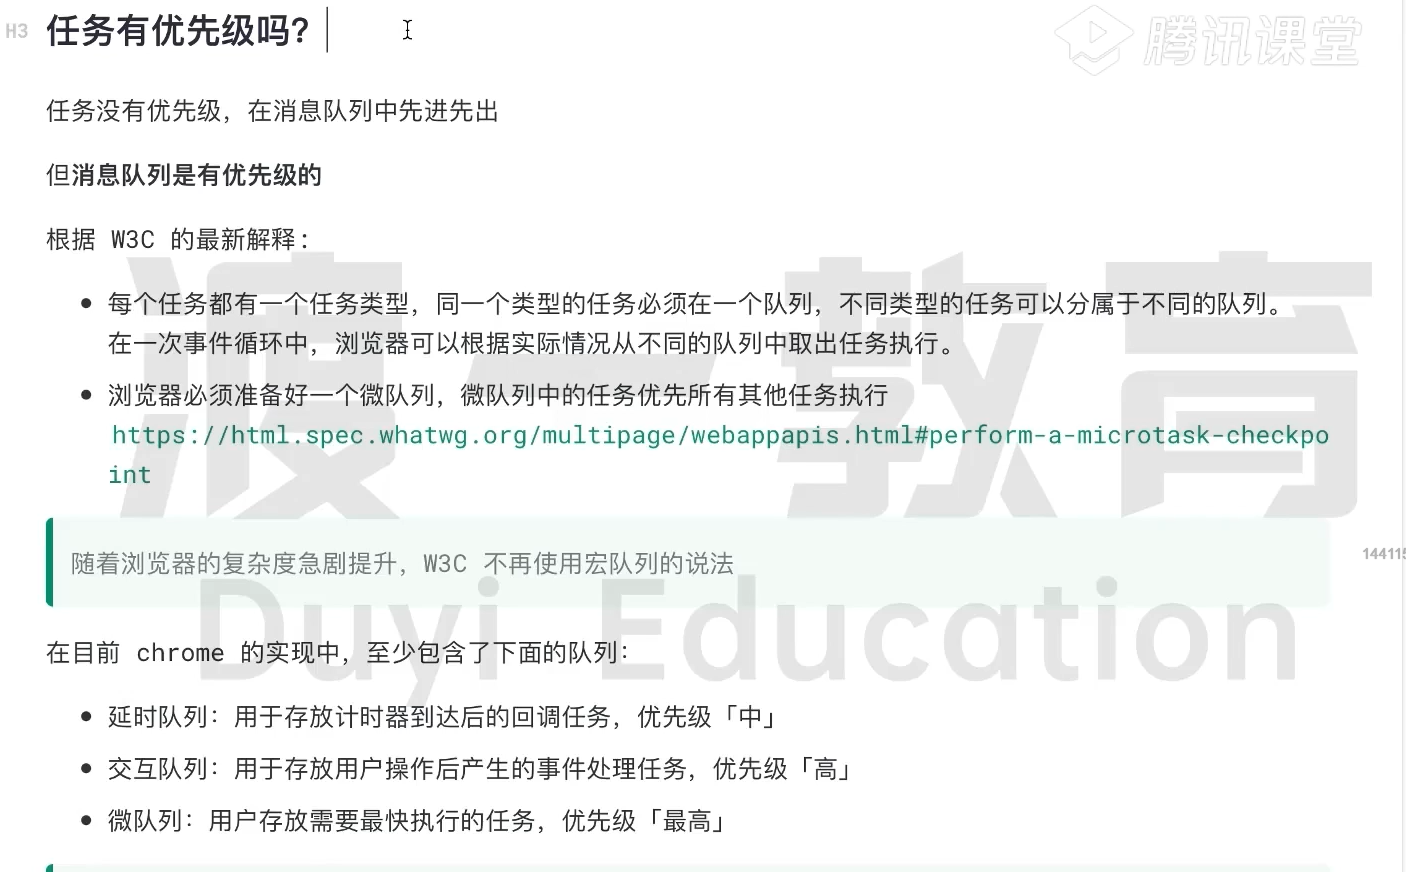 H3 任务有优先级吗？
腾讯课堂
任务没有优先级，在消息队列中先进先出
但消息队列是有优先级的
根据 W3C 的最新解释：
每个任务都有一个任务类型，同一个类型的任务必须在一个队列，不同类型的任务可以分属于不同的队列。
在一次事件循环中，浏览器可以根据实际情况从不同的队列中取出任务执行。
浏览器必须准备好一个微队列，微队列中的任务优先所有其他任务执行
https://html.spec.whatwg.org/multipage/webappapis.html#perform-a-microtask-checkpo
int
渡一教育
随着浏览器的复杂度急剧提升，W3C 不再使用宏队列的说法
144115
Duyi Education
在目前 chrome 的实现中，至少包含了下面的队列：
延时队列：用于存放计时器到达后的回调任务，优先级「中」
交互队列：用于存放用户操作后产生的事件处理任务，优先级「高」
微队列：用户存放需要最快执行的任务，优先级「最高」